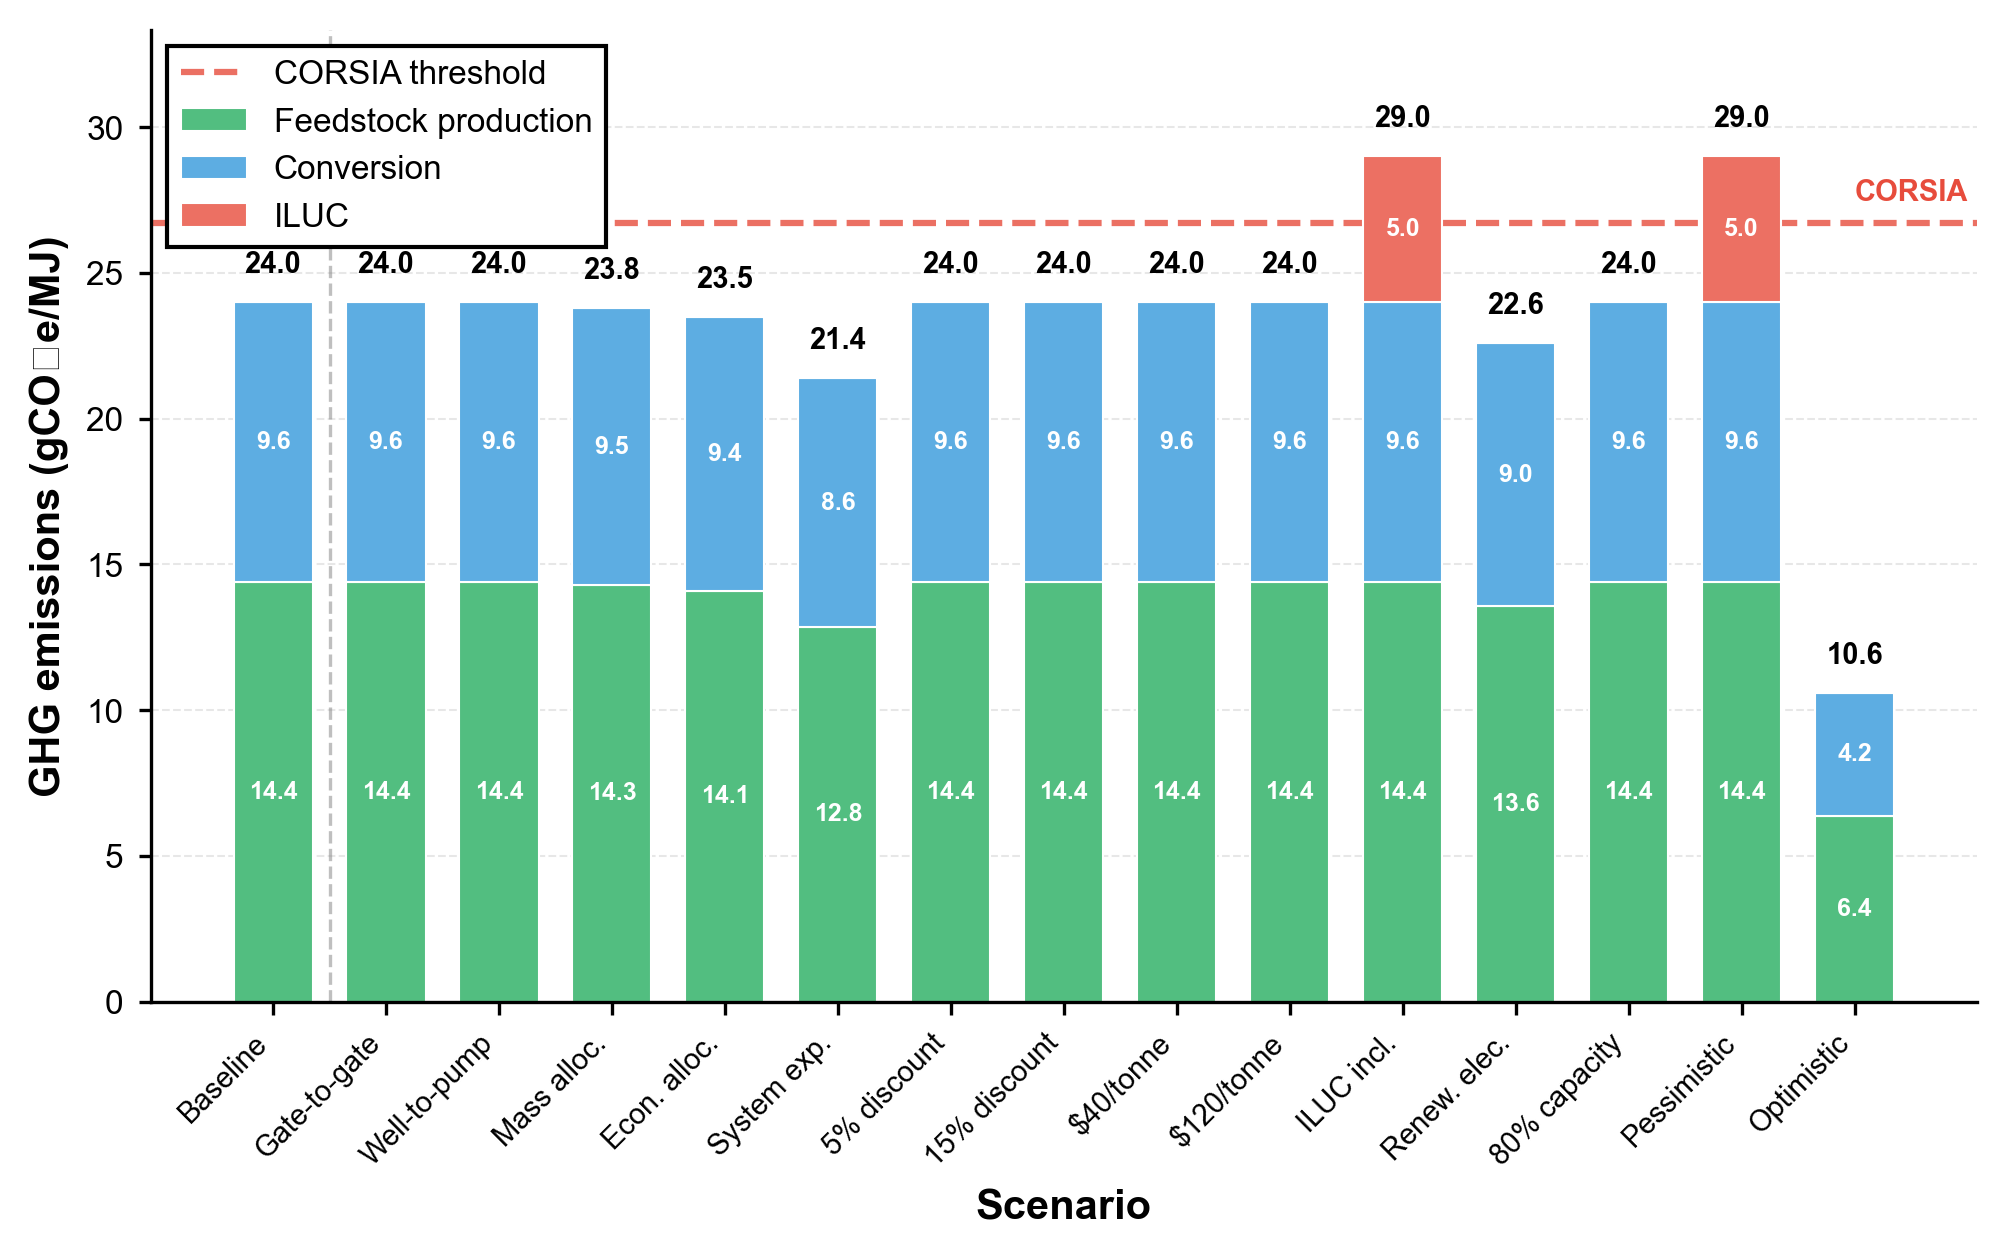 CORSIA threshold
Feedstock production
Conversion
ILUC
GHG emissions (gCO□e/MJ)
30
25
20
15
10
5
0
CORSIA
24.0
24.0
24.0
23.8
23.5
21.4
24.0
24.0
24.0
24.0
29.0
22.6
24.0
29.0
10.6
5.0
5.0
9.6
9.6
9.6
9.5
9.4
8.6
9.6
9.6
9.6
9.6
9.6
9.0
9.6
9.6
4.2
14.4
14.4
14.4
14.3
14.1
12.8
14.4
14.4
14.4
14.4
14.4
13.6
14.4
14.4
6.4
Baseline
Gate-to-gate
Well-to-pump
Mass alloc.
Econ. alloc.
System exp.
5% discount
15% discount
$40/tonne
$120/tonne
ILUC incl.
Renew. elec.
80% capacity
Pessimistic
Optimistic
Scenario